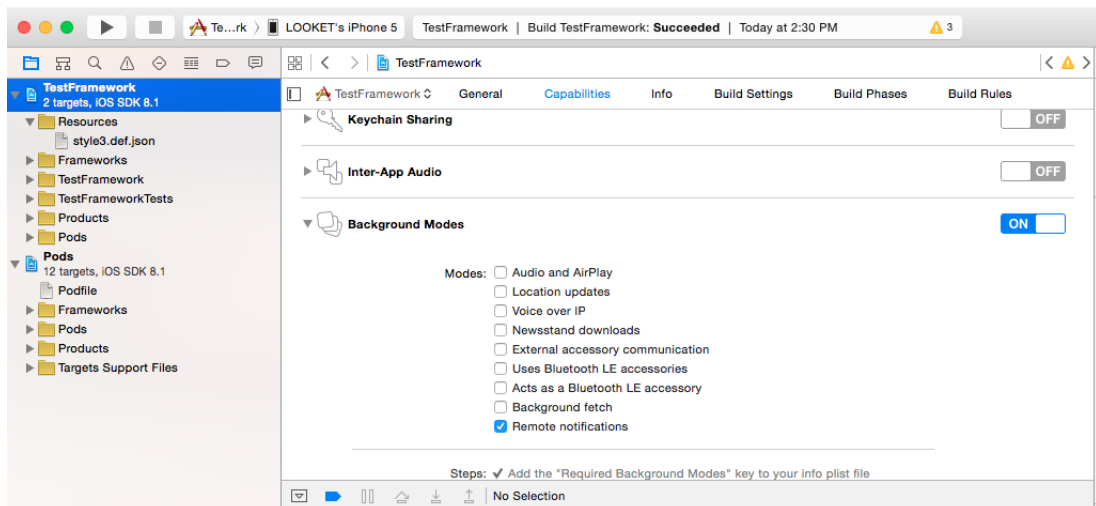 Te...rk LOOKET's iPhone 5 TestFramework | Build TestFramework: Succeeded | Today at 2:30 PM 3
TestFramework
TestFramework
2 targets, iOS SDK 8.1
Resources
style3.def.json
Frameworks
TestFramework
TestFrameworkTests
Products
Pods
Pods
12 targets, iOS SDK 8.1
Podfile
Frameworks
Pods
Products
Targets Support Files
TestFramework General Capabilities Info Build Settings Build Phases Build Rules
Keychain Sharing OFF
Inter-App Audio OFF
Background Modes ON
Modes: Audio and AirPlay
Location updates
Voice over IP
Newsstand downloads
External accessory communication
Uses Bluetooth LE accessories
Acts as a Bluetooth LE accessory
Background fetch
Remote notifications
Steps: ✓ Add the "Required Background Modes" key to your info plist file
No Selection